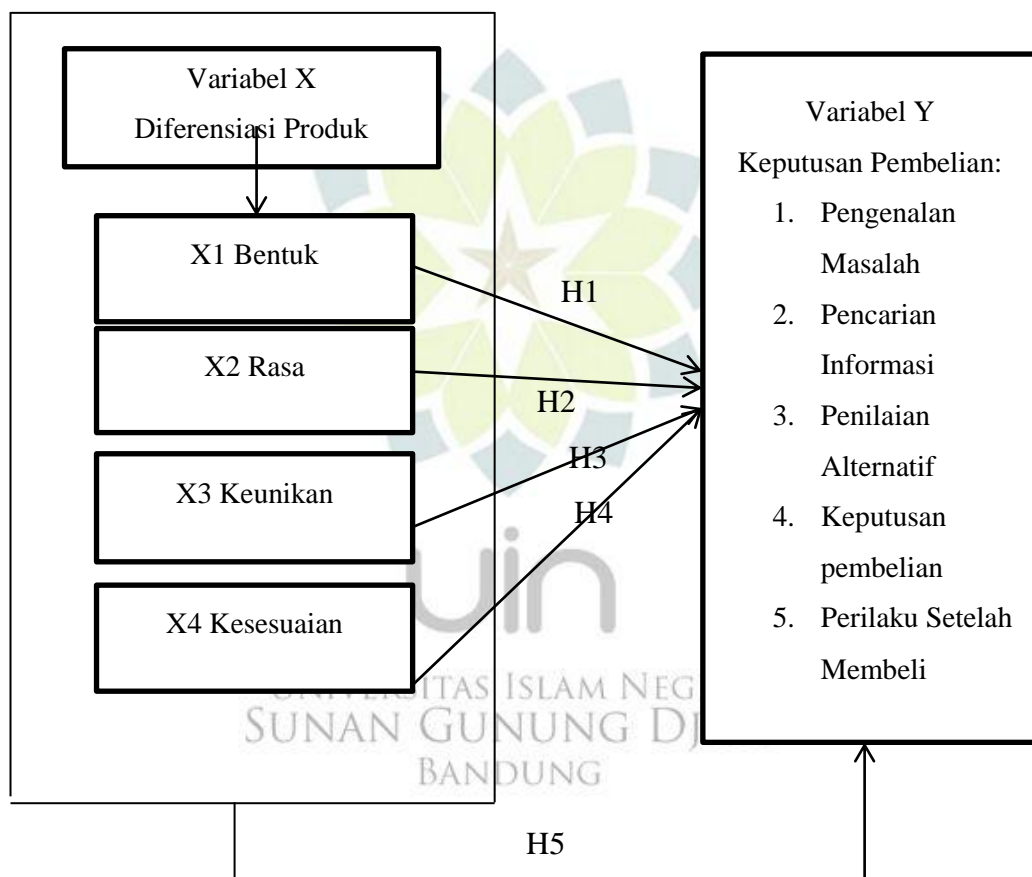 Variabel X
Diferensiasi Produk
X1 Bentuk
X2 Rasa
X3 Keunikan
X4 Kesesuaian
H1
H2
H3
H4
Variabel Y
Keputusan Pembelian:
1. Pengenalan
Masalah
2. Pencarian
Informasi
3. Penilaian
Alternatif
4. Keputusan
pembelian
5. Perilaku Setelah
Membeli
uin
UNIVERSITAS ISLAM NEG
SUNAN GUNUNG DJ
BANDUNG
H5